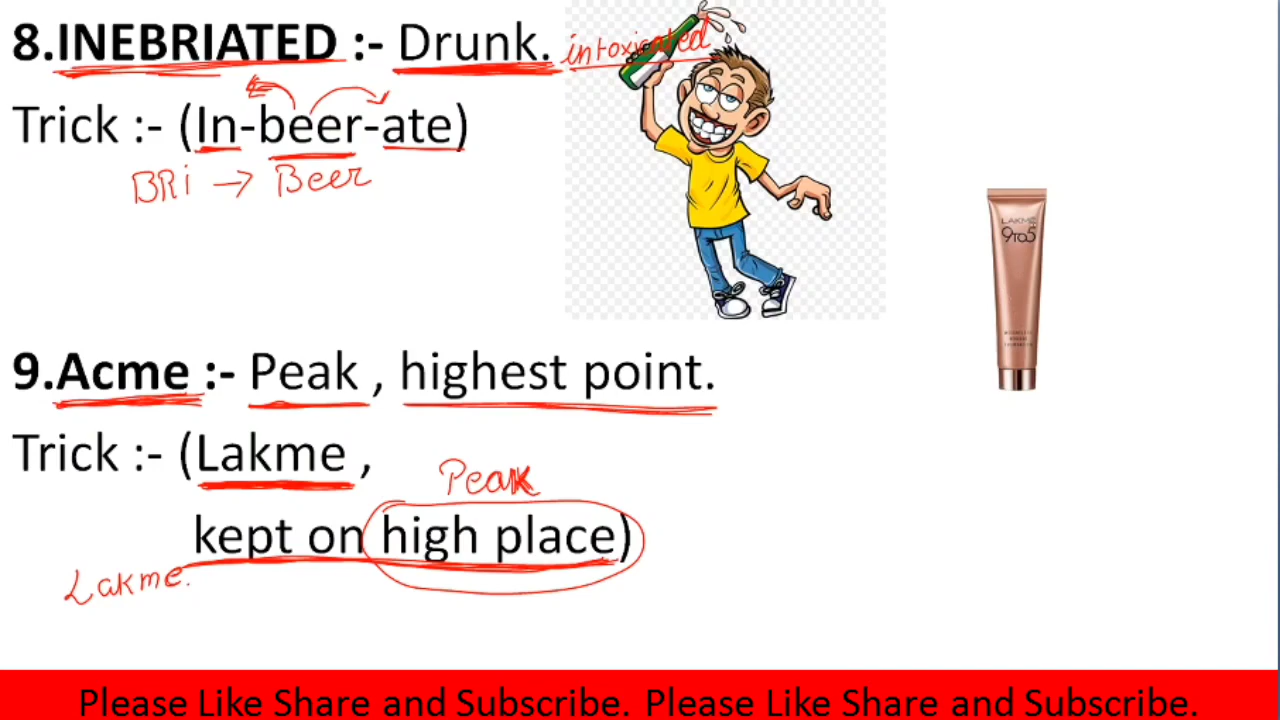 8.INEBRIATED :- Drunk. intoxicated
Trick :- (In-beer-ate)
BRi → Beer
LAKMÉ
9TO5
9.Acme :- Peak , highest point.
Trick :- (Lakme ,
Peak
kept on high place)
Lakme.
Please Like Share and Subscribe. Please Like Share and Subscribe.